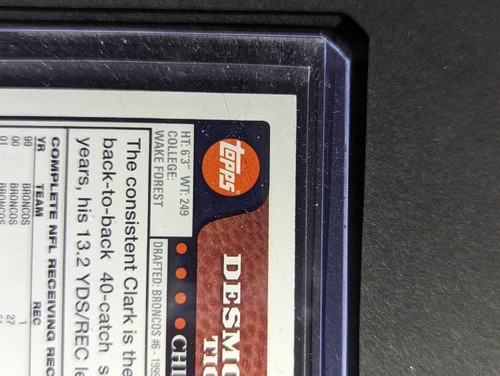 topps
DESMO
TIG
CHI
HT: 6'3" WT: 249
COLLEGE:
WAKE FOREST
DRAFTED: BRONCOS #6 - 199
The consistent Clark is the
back-to-back 40-catch s
years, his 13.2 YDS/REC le
COMPLETE NFL RECEIVING REC
YR TEAM REC
99 BRONCOS 1
00 BRONCOS 27
01 BRONCOS